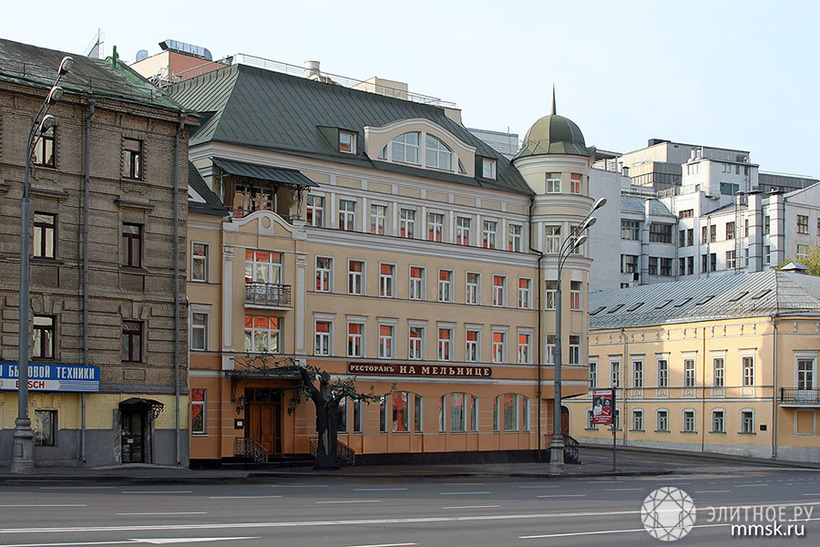 И БЫТОВОЙ ТЕХНИКИ
BOSCH
РЕСТОРАНЪ НА МЕЛЬНИЦЕ
ЭЛИТНОЕ.РУ
mmsk.ru